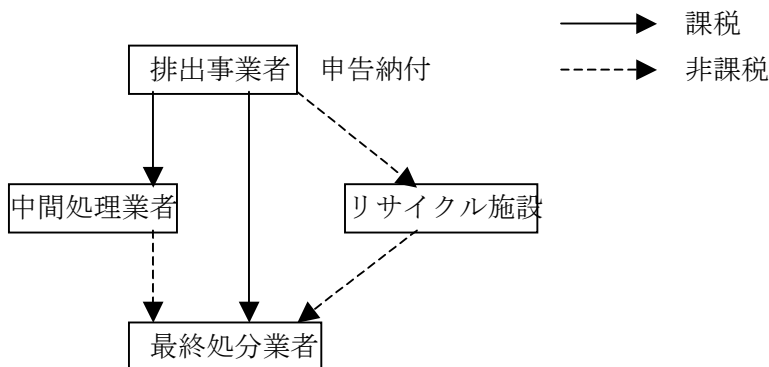 課税
排出事業者 申告納付
非課税
中間処理業者
リサイクル施設
最終処分業者